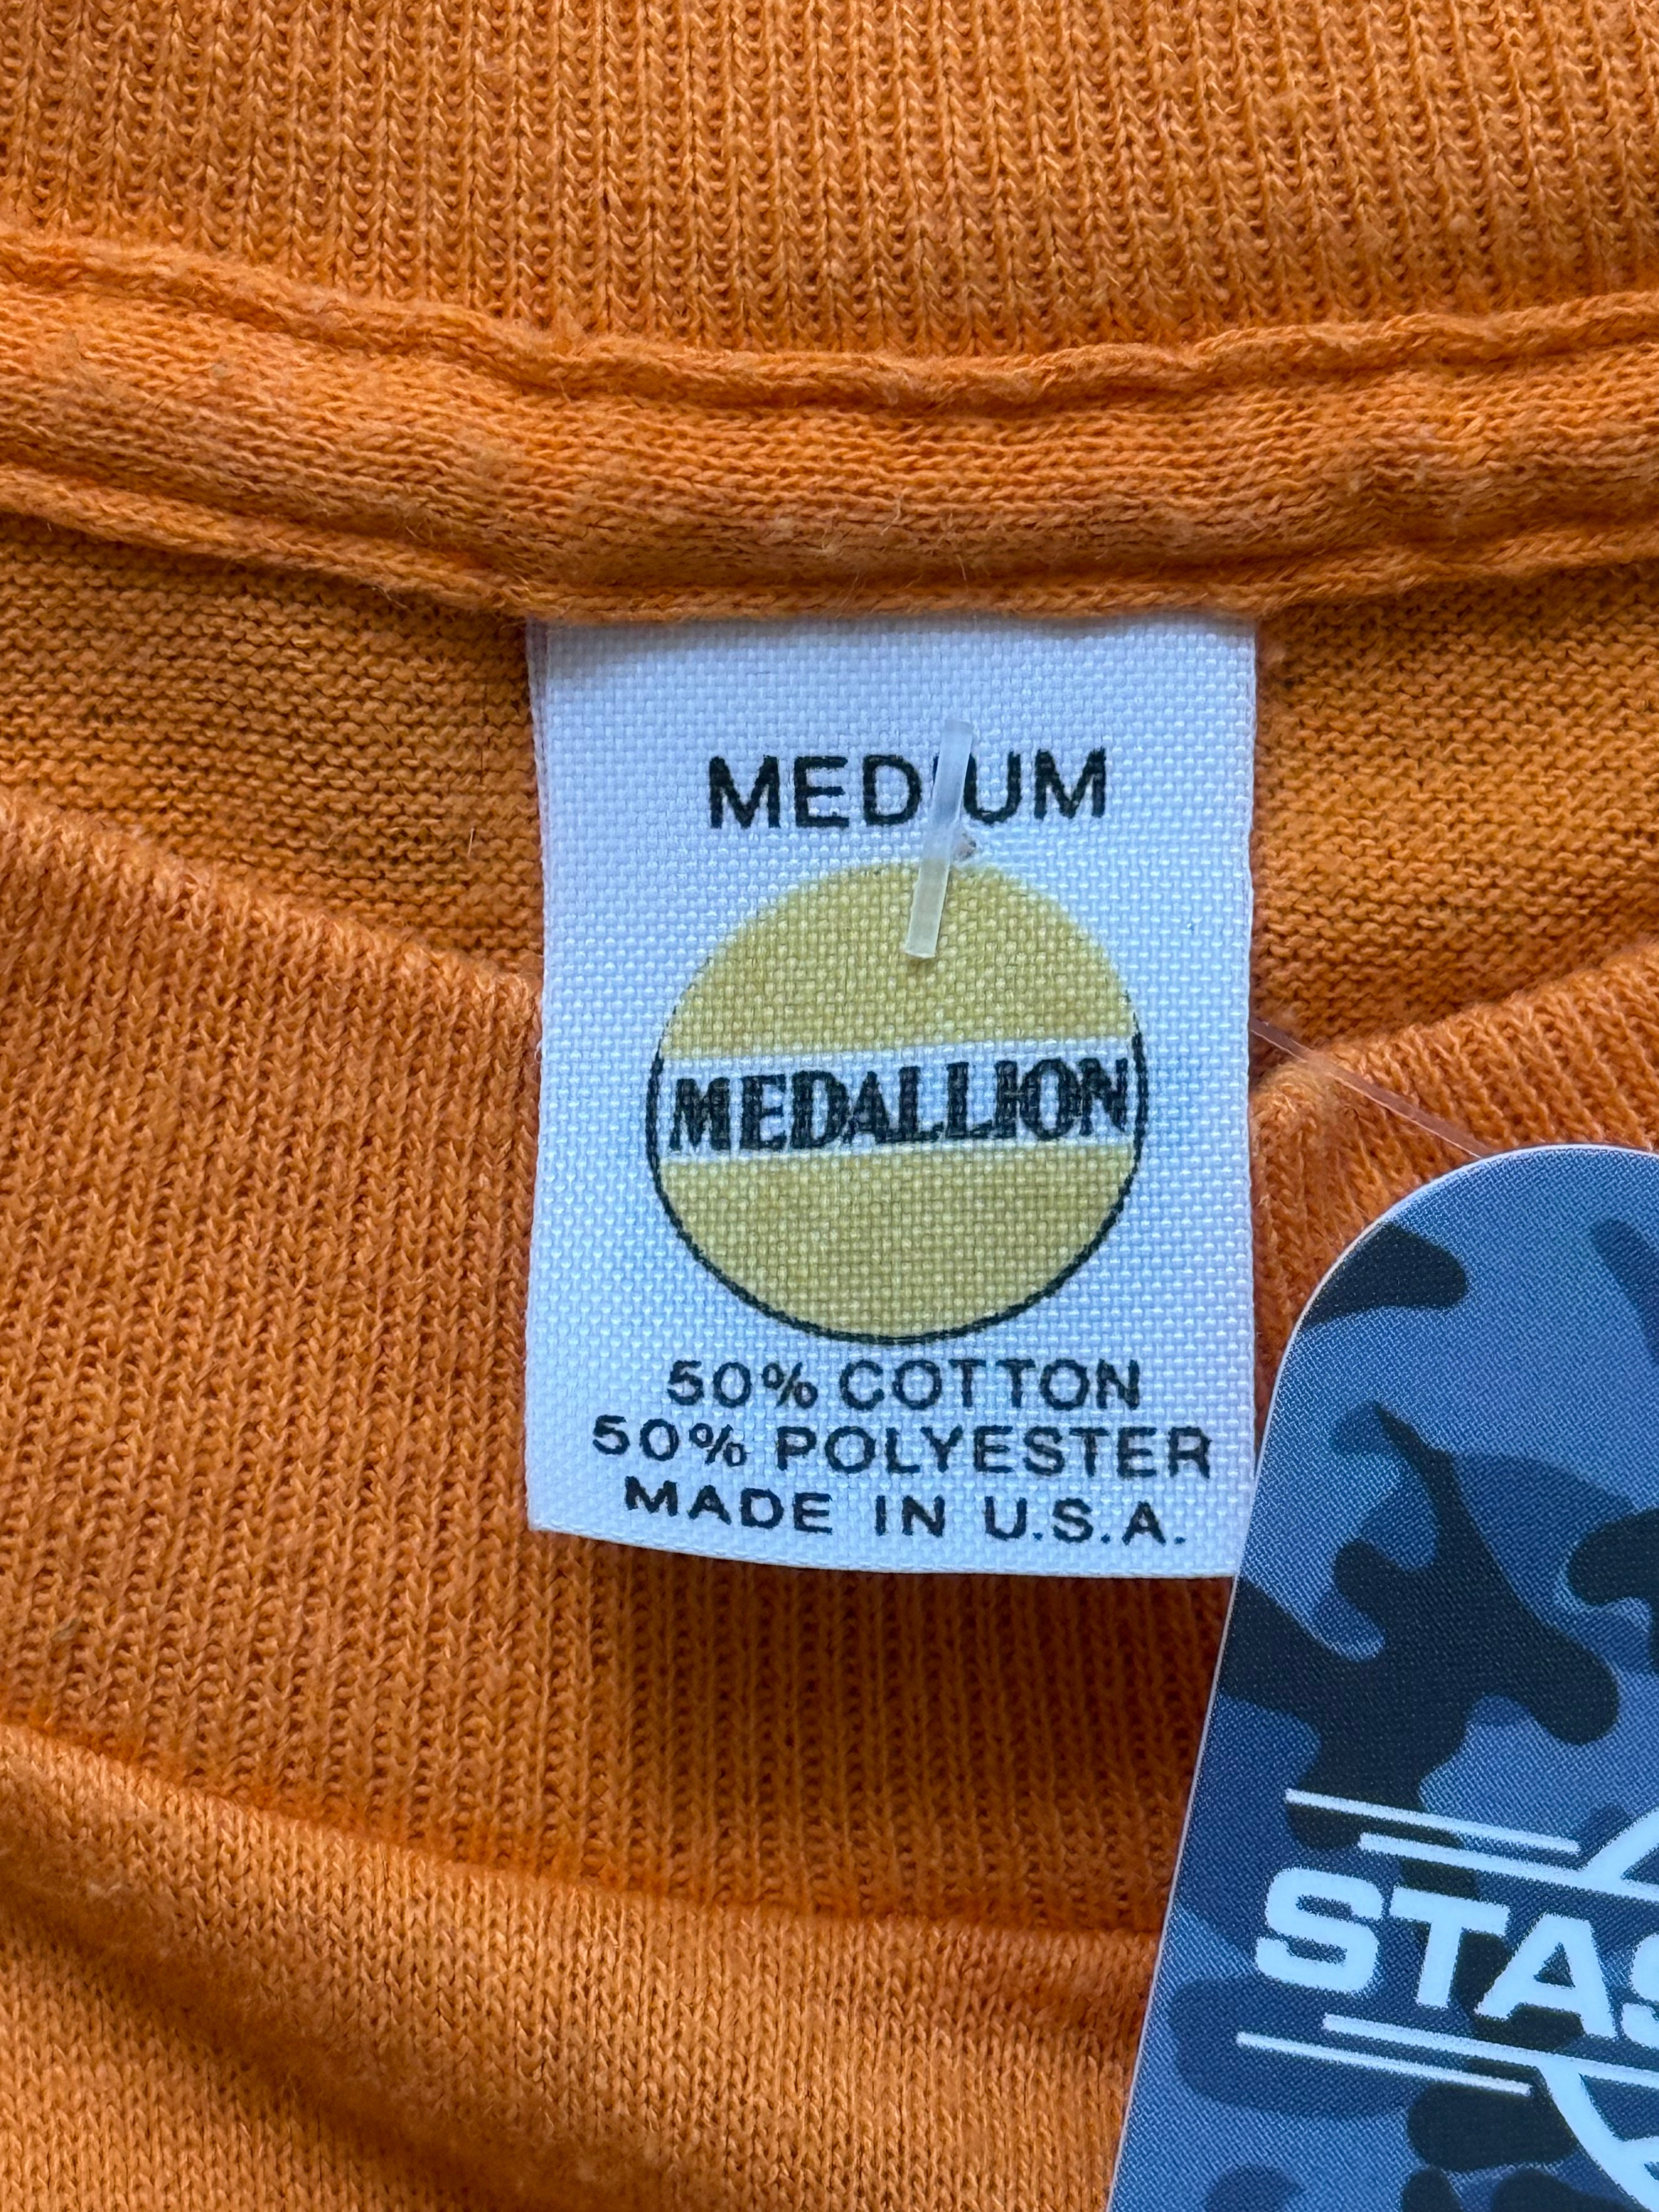 MEDIUM
MEDALLION
50% COTTON
50% POLYESTER
MADE IN U.S.A.